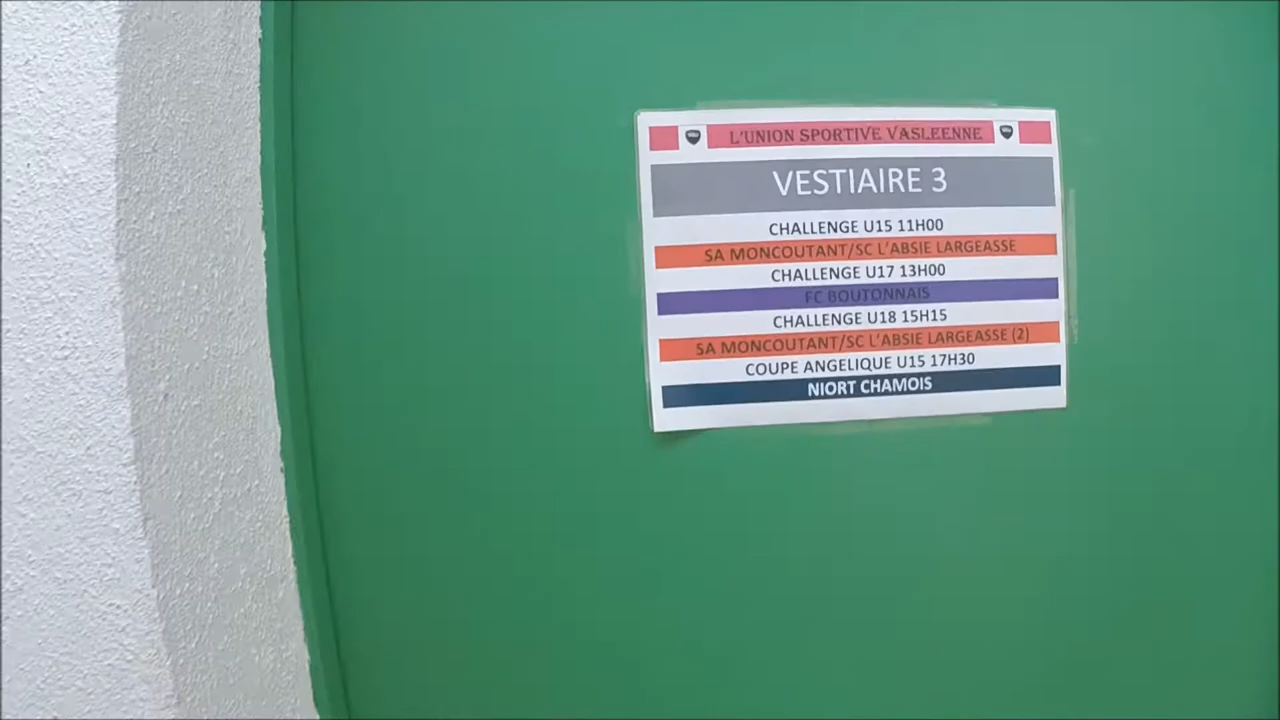 L'UNION SPORTIVE VASLEENNE
VESTIAIRE 3
CHALLENGE U15 11H00
SA MONCOUTANT/SC L'ABSIE LARGEASSE
CHALLENGE U17 13H00
FC BOUTONNAIS
CHALLENGE U18 15H15
SA MONCOUTANT/SC L'ABSIE LARGEASSE (2)
COUPE ANGELIQUE U15 17H30
NIORT CHAMOIS